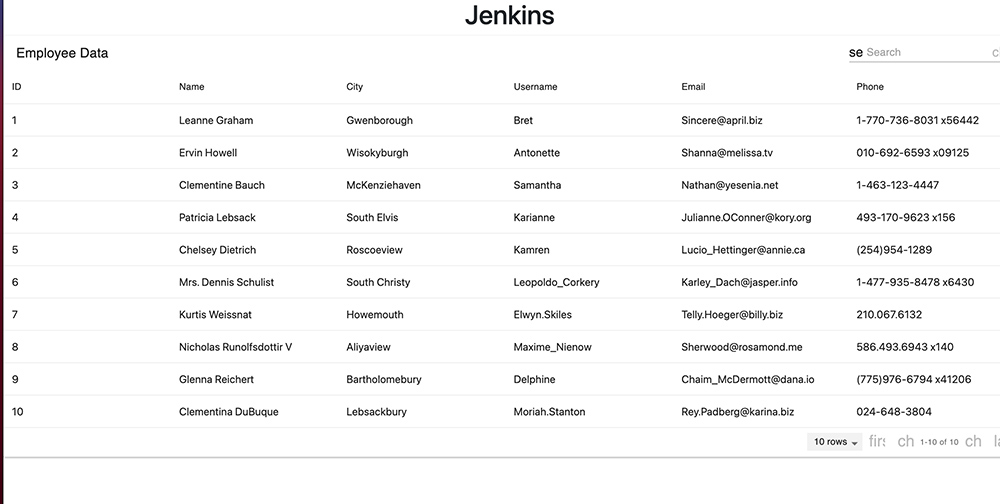 Jenkins
Employee Data se Search c
ID Name City Username Email Phone
1 Leanne Graham Gwenborough Bret Sincere@april.biz 1-770-736-8031 x56442
2 Ervin Howell Wisokyburgh Antonette Shanna@melissa.tv 010-692-6593 x09125
3 Clementine Bauch McKenziehaven Samantha Nathan@yesenia.net 1-463-123-4447
4 Patricia Lebsack South Elvis Karianne Julianne.OConner@kory.org 493-170-9623 x156
5 Chelsey Dietrich Roscoeview Kamren Lucio_Hettinger@annie.ca (254)954-1289
6 Mrs. Dennis Schulist South Christy Leopoldo_Corkery Karley_Dach@jasper.info 1-477-935-8478 x6430
7 Kurtis Weissnat Howemouth Elwyn.Skiles Telly.Hoeger@billy.biz 210.067.6132
8 Nicholas Runolfsdottir V Aliyaview Maxime_Nienow Sherwood@rosamond.me 586.493.6943 x140
9 Glenna Reichert Bartholomebury Delphine Chaim_McDermott@dana.io (775)976-6794 x41206
10 Clementina DuBuque Lebsackbury Moriah.Stanton Rey.Padberg@karina.biz 024-648-3804
10 rows firs ch 1-10 of 10 ch la